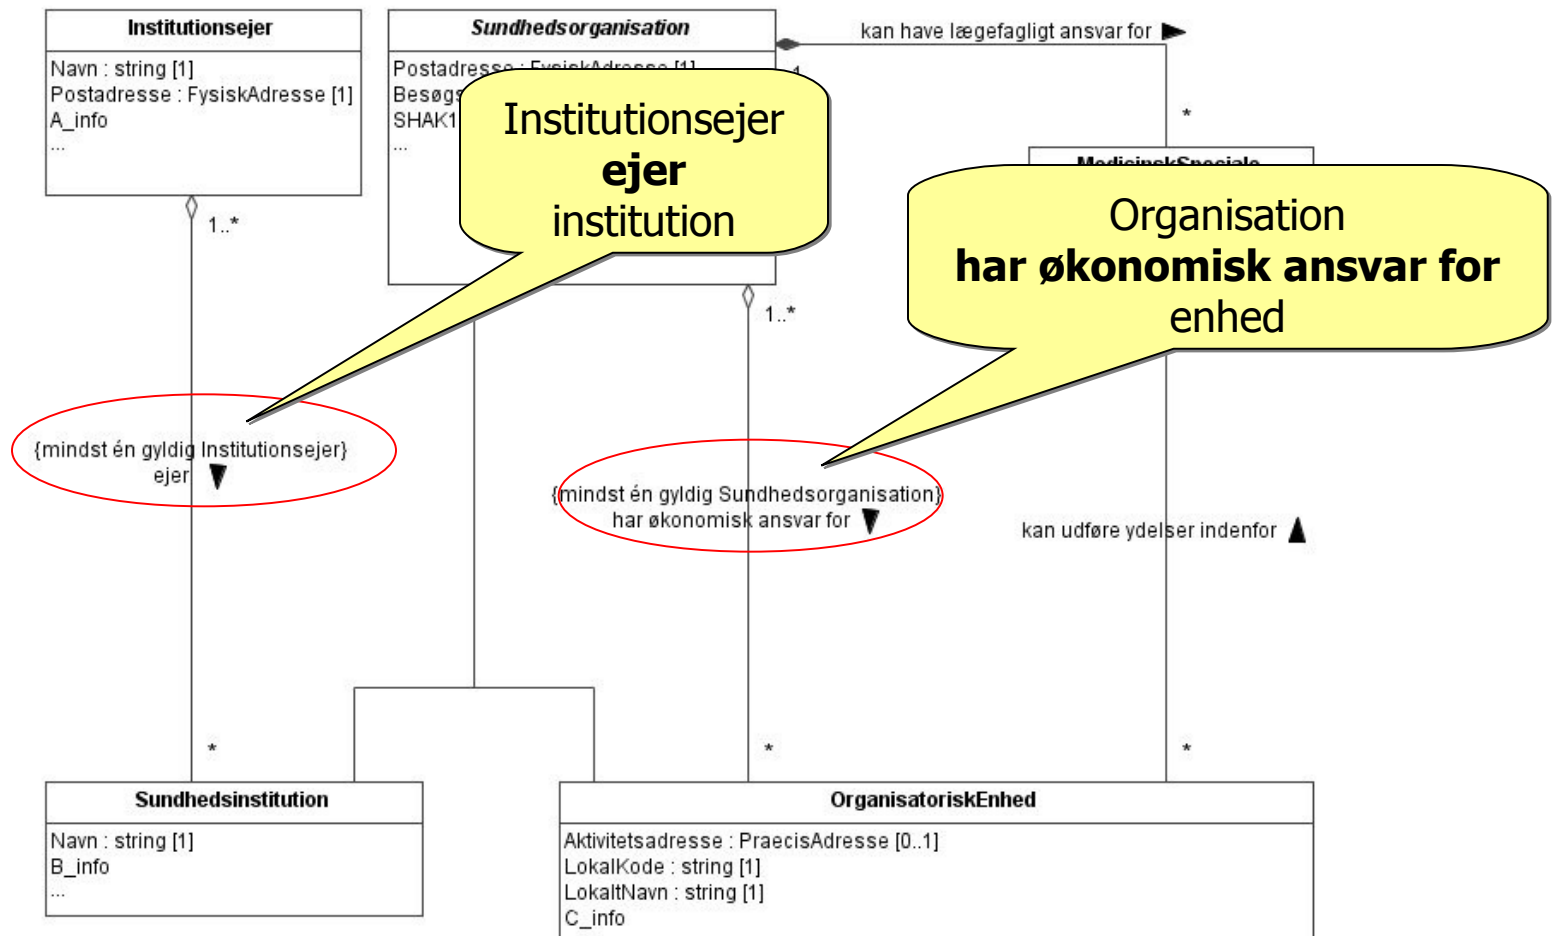 Institutionsejer
Navn : string [1]
Postadresse : FysiskAdresse [1]
A_info
...
Sundhedsorganisation
Postadresse : FysiskAdresse [1]
SHAK1
...
kan have lægefagligt ansvar for
1
*
MedicinskSpeciale
Institutionsejer
ejer
institution
Organisation
har økonomisk ansvar for
enhed
1..*
1..*
{mindst én gyldig Institutionsejer}
ejer
{mindst én gyldig Sundhedsorganisation}
har økonomisk ansvar for
kan udføre ydelser indenfor
*
*
*
Sundhedsinstitution
Navn : string [1]
B_info
...
OrganisatoriskEnhed
Aktivitetsadresse : PraecisAdresse [0..1]
LokalKode : string [1]
LokaltNavn : string [1]
C_info